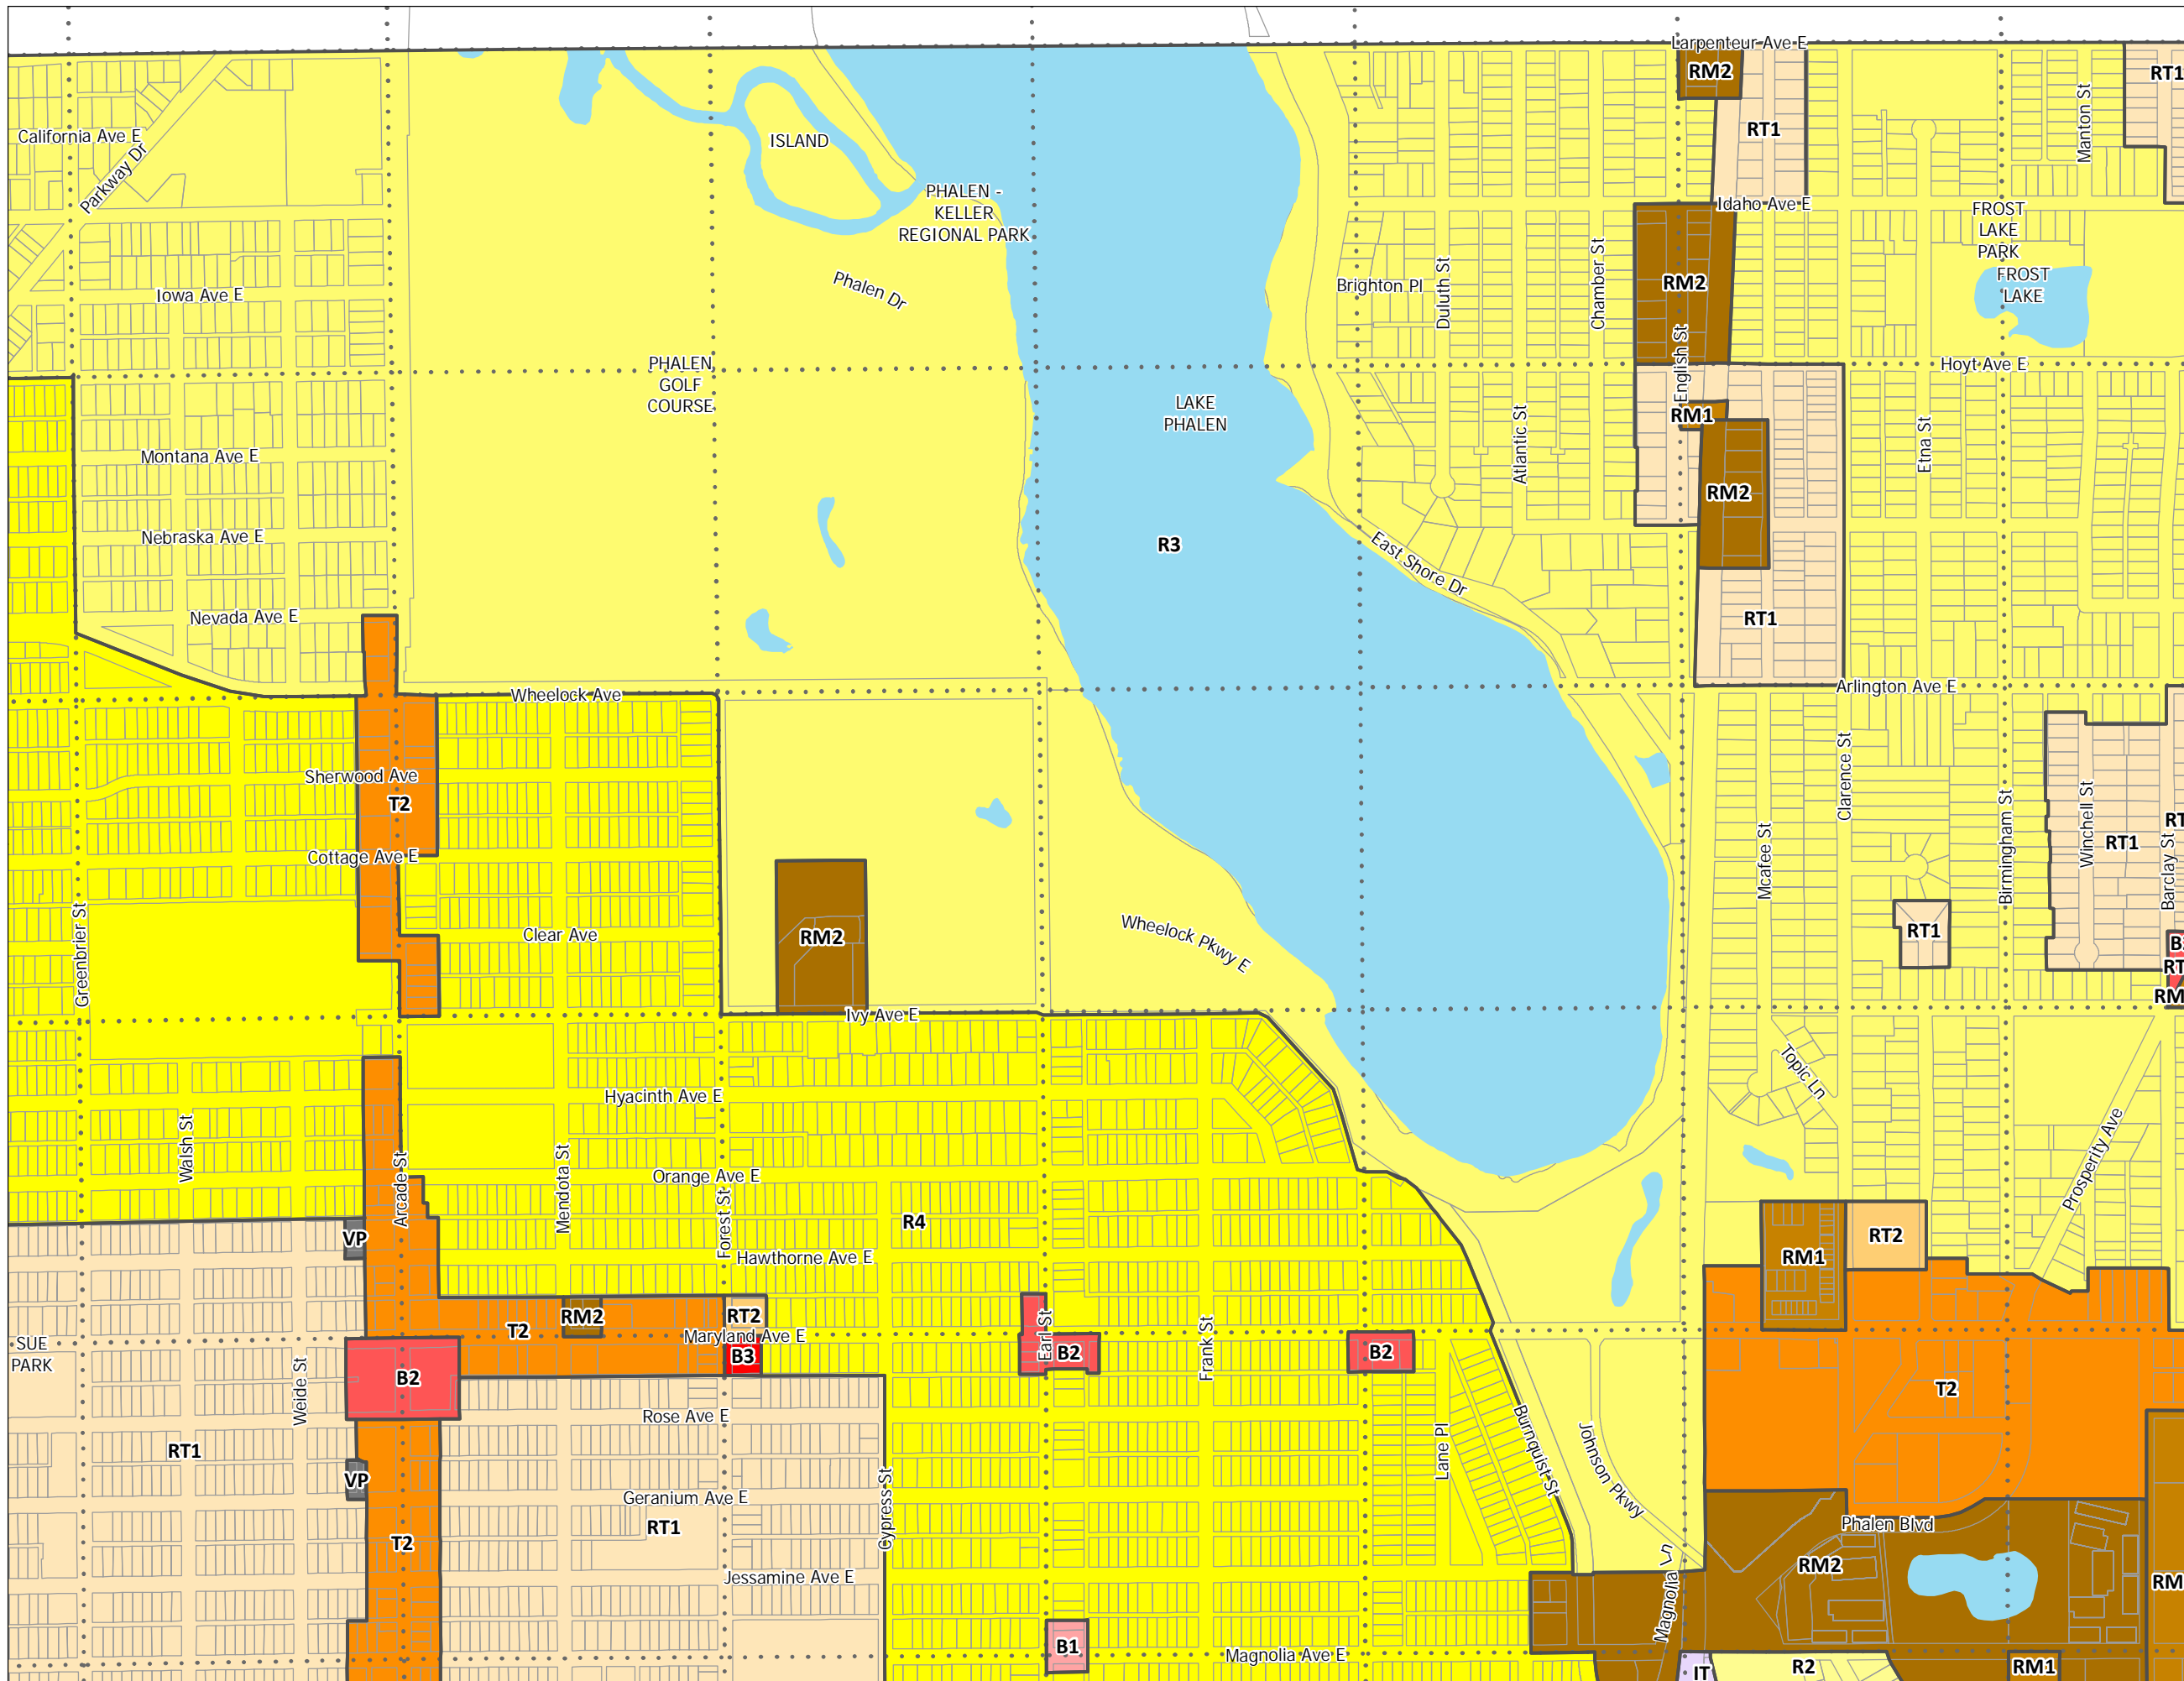 Larpenteur Ave E
RM2
RT1
California Ave E
Parkway Dr
ISLAND
RT1
Manton St
PHALEN -
KELLER
REGIONAL PARK
Idaho Ave E
FROST
LAKE
PARK
FROST
LAKE
Iowa Ave E
Phalen Dr
Brighton Pl
Duluth St
Chamber St
RM2
English St
PHALEN
GOLF
COURSE
Hoyt Ave E
LAKE
PHALEN
RM1
Atlantic St
Etna St
Montana Ave E
RM2
Nebraska Ave E
R3
East Shore Dr
Nevada Ave E
RT1
Wheelock Ave
Arlington Ave E
Sherwood Ave
T2
Cottage Ave E
Clarence St
Mcafee St
Birmingham St
Winchell St
RT1
RT
Barclay St
Greenbrier St
Clear Ave
RM2
Wheelock Pkwy E
RT1
B
RT
RM
Ivy Ave E
Topic Ln
Hyacinth Ave E
Walsh St
Arcade St
Mendota St
Orange Ave E
Forest St
Prosperity Ave
R4
VP
Hawthorne Ave E
RM1
RT2
RM2
RT2
T2
Maryland Ave E
Earl St
Frank St
SUE
PARK
B3
B2
B2
B2
Weide St
T2
Rose Ave E
RT1
Lane Pl
Burnquist St
Johnson Pkwy
VP
Geranium Ave E
Cypress St
RT1
T2
Phalen Blvd
Jessamine Ave E
RM2
RM
Magnolia Ln
B1
Magnolia Ave E
IT
R2
RM1